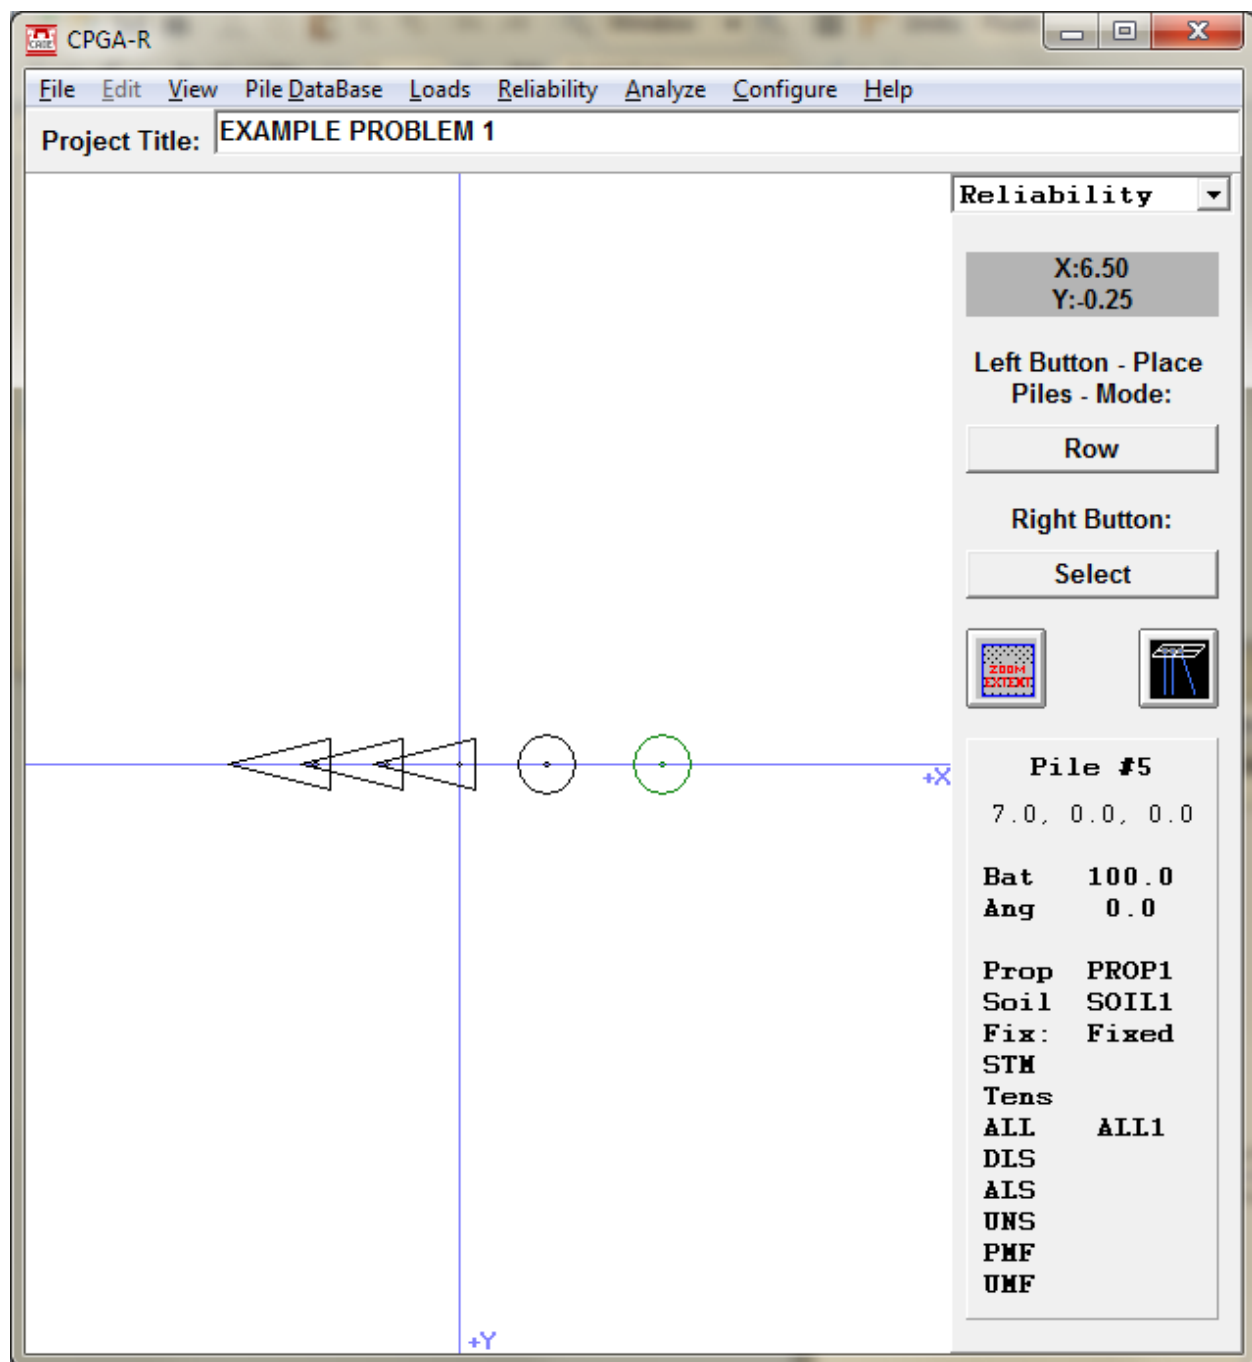 CPGA-R
File Edit View Pile DataBase Loads Reliability Analyze Configure Help
Project Title: EXAMPLE PROBLEM 1
Reliability
X:6.50
Y:-0.25
Left Button - Place
Piles - Mode:
Row
Right Button:
Select
ZOOM
EXTENT
+X
+Y
Pile #5
7.0, 0.0, 0.0
Bat 100.0
Ang 0.0
Prop PROP1
Soil SOIL1
Fix: Fixed
STM
Tens
ALL ALL1
DLS
ALS
UNS
PMF
UMF